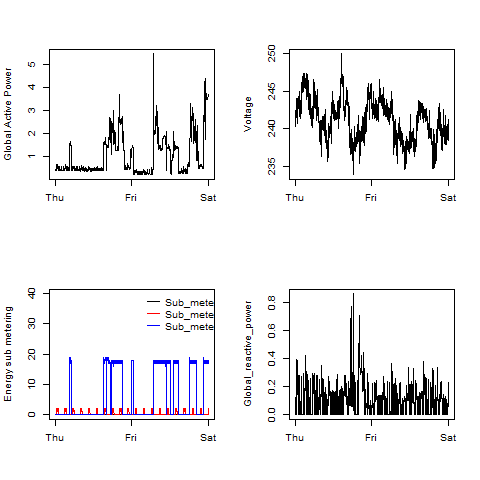 Global Active Power
1 2 3 4 5
Thu Fri Sat
Voltage
235 240 245 250
Thu Fri Sat
Energy sub metering
0 10 20 30 40
Sub_mete
Sub_mete
Sub_mete
Thu Fri Sat
Global_reactive_power
0.0 0.2 0.4 0.6 0.8
Thu Fri Sat